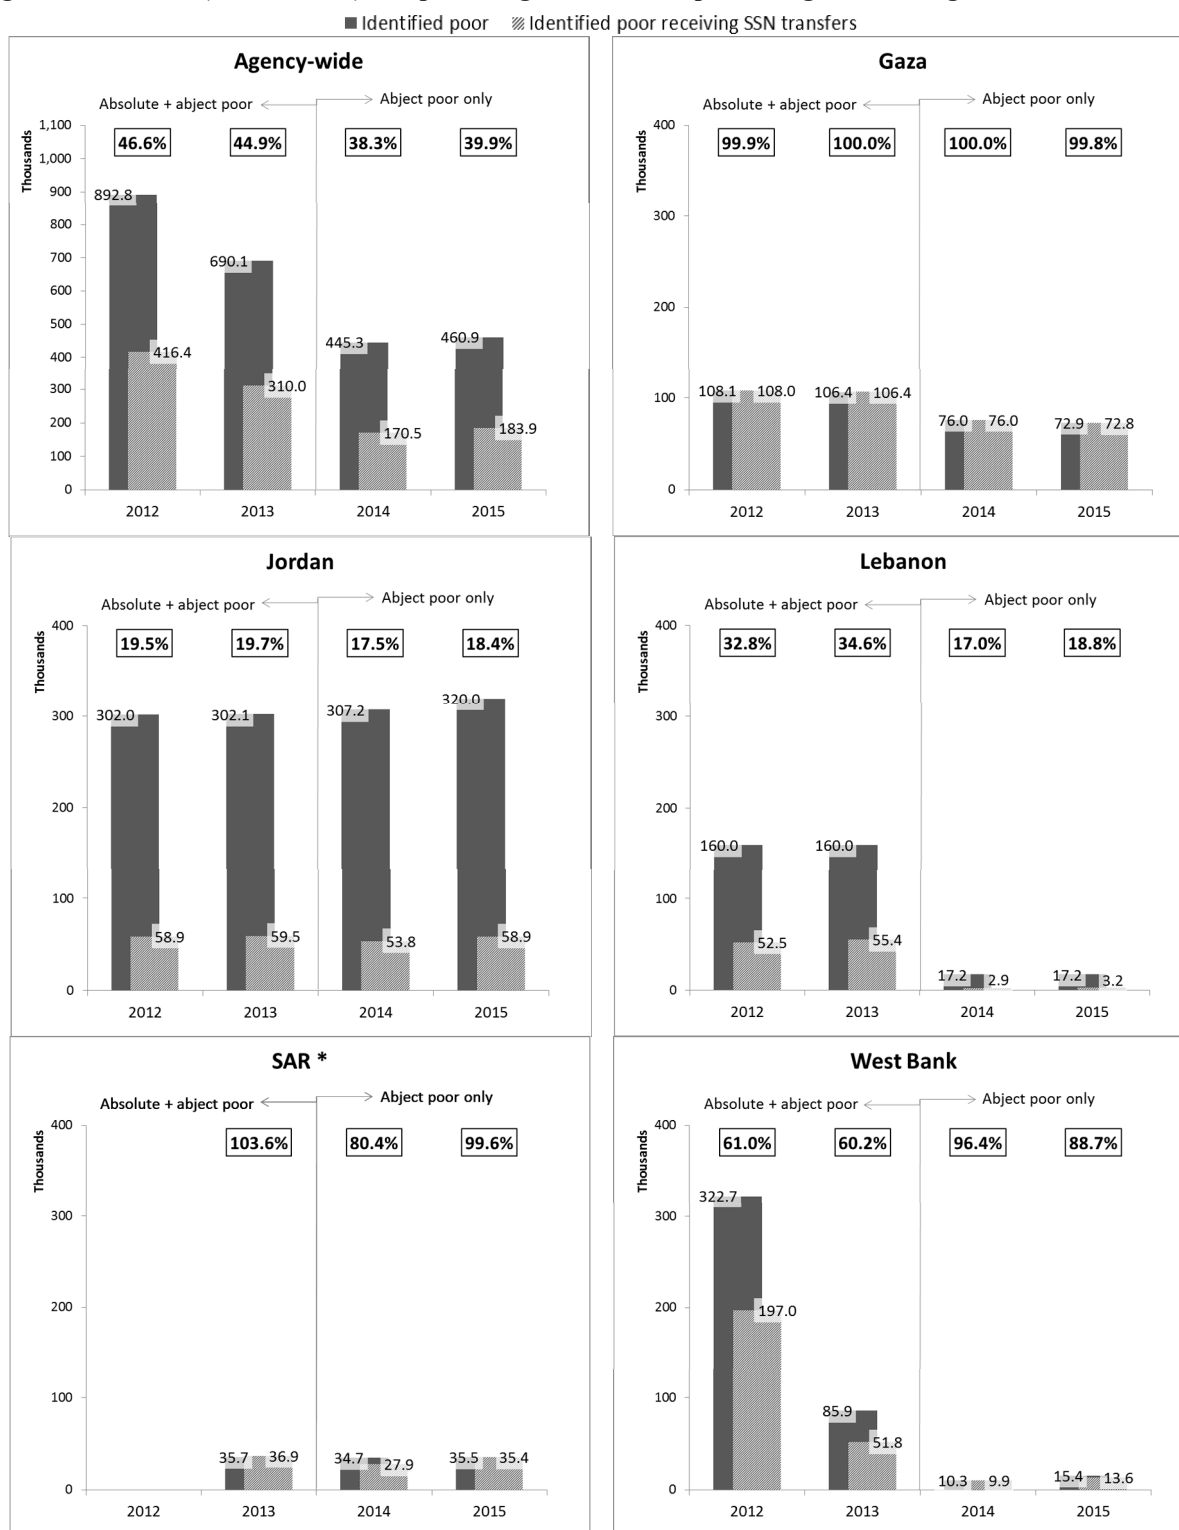 Identified poor Identified poor receiving SSN transfers
Agency-wide
Absolute + abject poor Abject poor only
Thousands
46.6% 44.9% 38.3% 39.9%
1,100
1,000
900
800
700
600
500
400
300
200
100
0
892.8 416.4
690.1 310.0
445.3 170.5
460.9 183.9
2012 2013 2014 2015
Gaza
Absolute + abject poor Abject poor only
Thousands
99.9% 100.0% 100.0% 99.8%
400
300
200
100
0
108.1 108.0
106.4 106.4
76.0 76.0
72.9 72.8
2012 2013 2014 2015
Jordan
Absolute + abject poor Abject poor only
Thousands
19.5% 19.7% 17.5% 18.4%
400
300
200
100
0
302.0 58.9
302.1 59.5
307.2 53.8
320.0 58.9
2012 2013 2014 2015
Lebanon
Absolute + abject poor Abject poor only
Thousands
32.8% 34.6% 17.0% 18.8%
400
300
200
100
0
160.0 52.5
160.0 55.4
17.2 2.9
17.2 3.2
2012 2013 2014 2015
SAR *
Absolute + abject poor Abject poor only
Thousands
103.6% 80.4% 99.6%
400
300
200
100
0
35.7 36.9
34.7 27.9
35.5 35.4
2012 2013 2014 2015
West Bank
Absolute + abject poor Abject poor only
Thousands
61.0% 60.2% 96.4% 88.7%
400
300
200
100
0
322.7 197.0
85.9 51.8
10.3 9.9
15.4 13.6
2012 2013 2014 2015